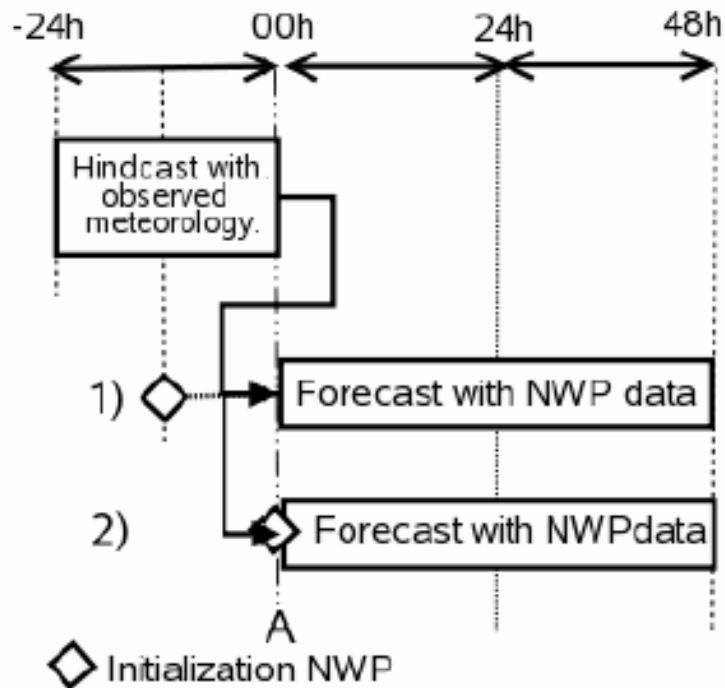 -24h 00h 24h 48h
Hindcast with.
observed
meteorology.
1) Forecast with NWP data
2) Forecast with NWPdata
A
Initialization NWP